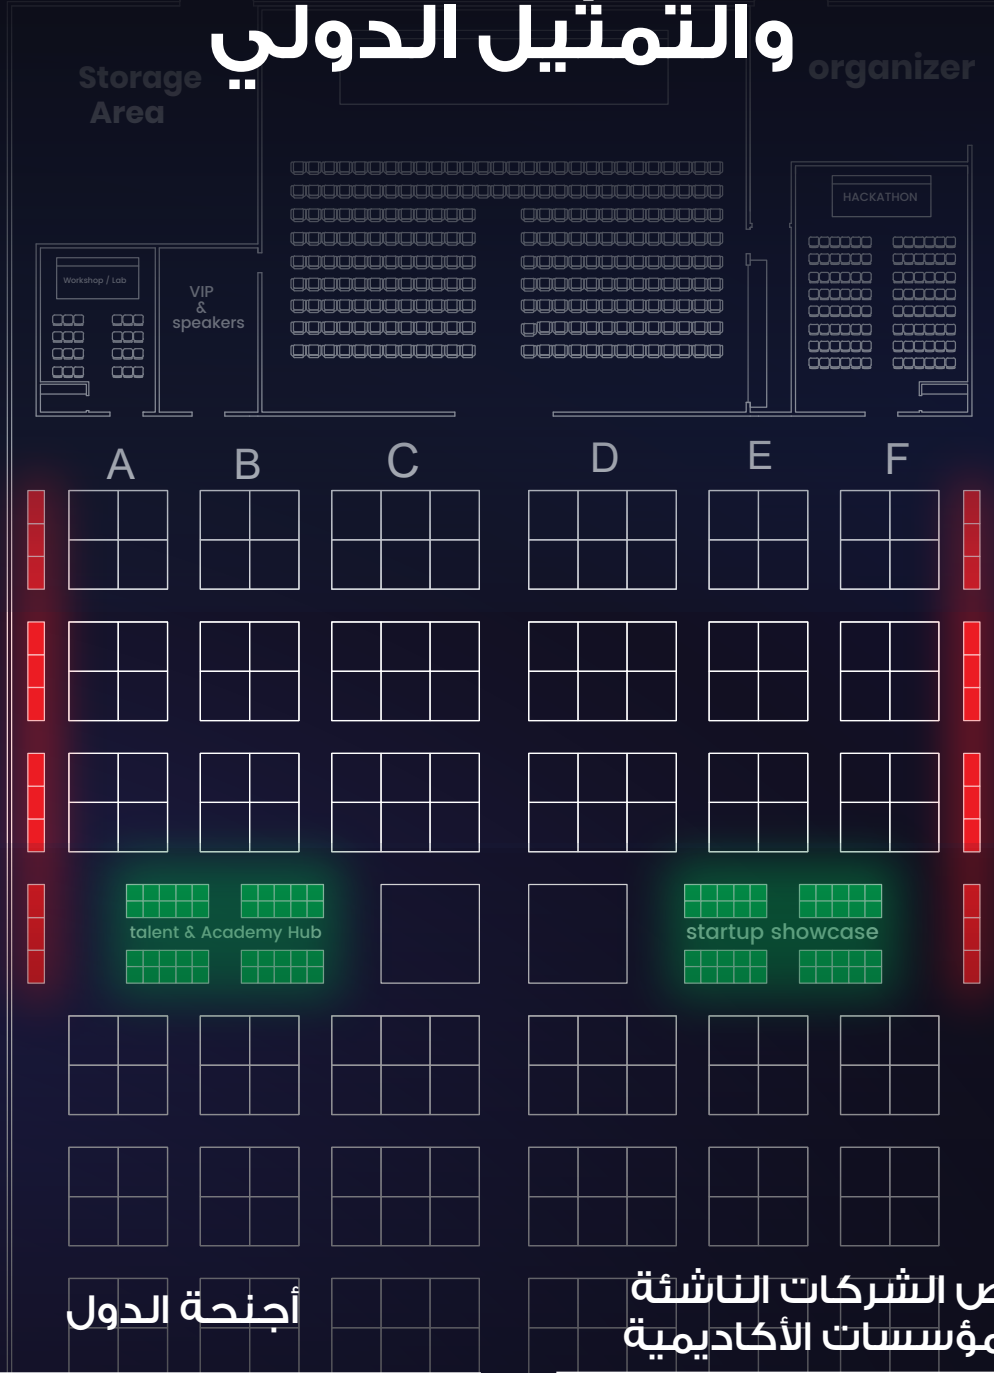 والتمثيل الدولي
Storage
Area
organizer
HACKATHON
Workshop / Lab
VIP
&
speakers
A B C D E F
talent & Academy Hub
startup showcase
الشركات الناشئة
الأكاديمية
أجنحة الدول